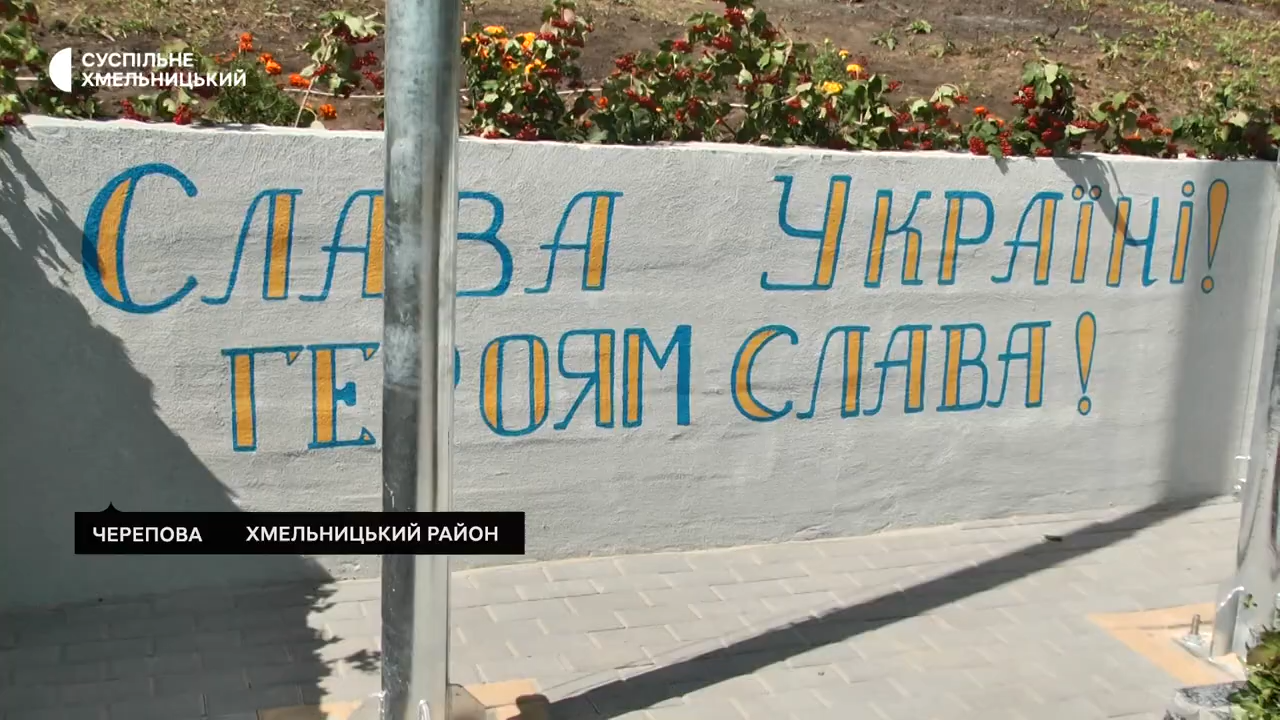 СУСПІЛЬНЕ
ХМЕЛЬНИЦЬКИЙ
СЛАВА УКРАЇНІ!
ГЕРОЯМ СЛАВА!
ЧЕРЕПОВА ХМЕЛЬНИЦЬКИЙ РАЙОН